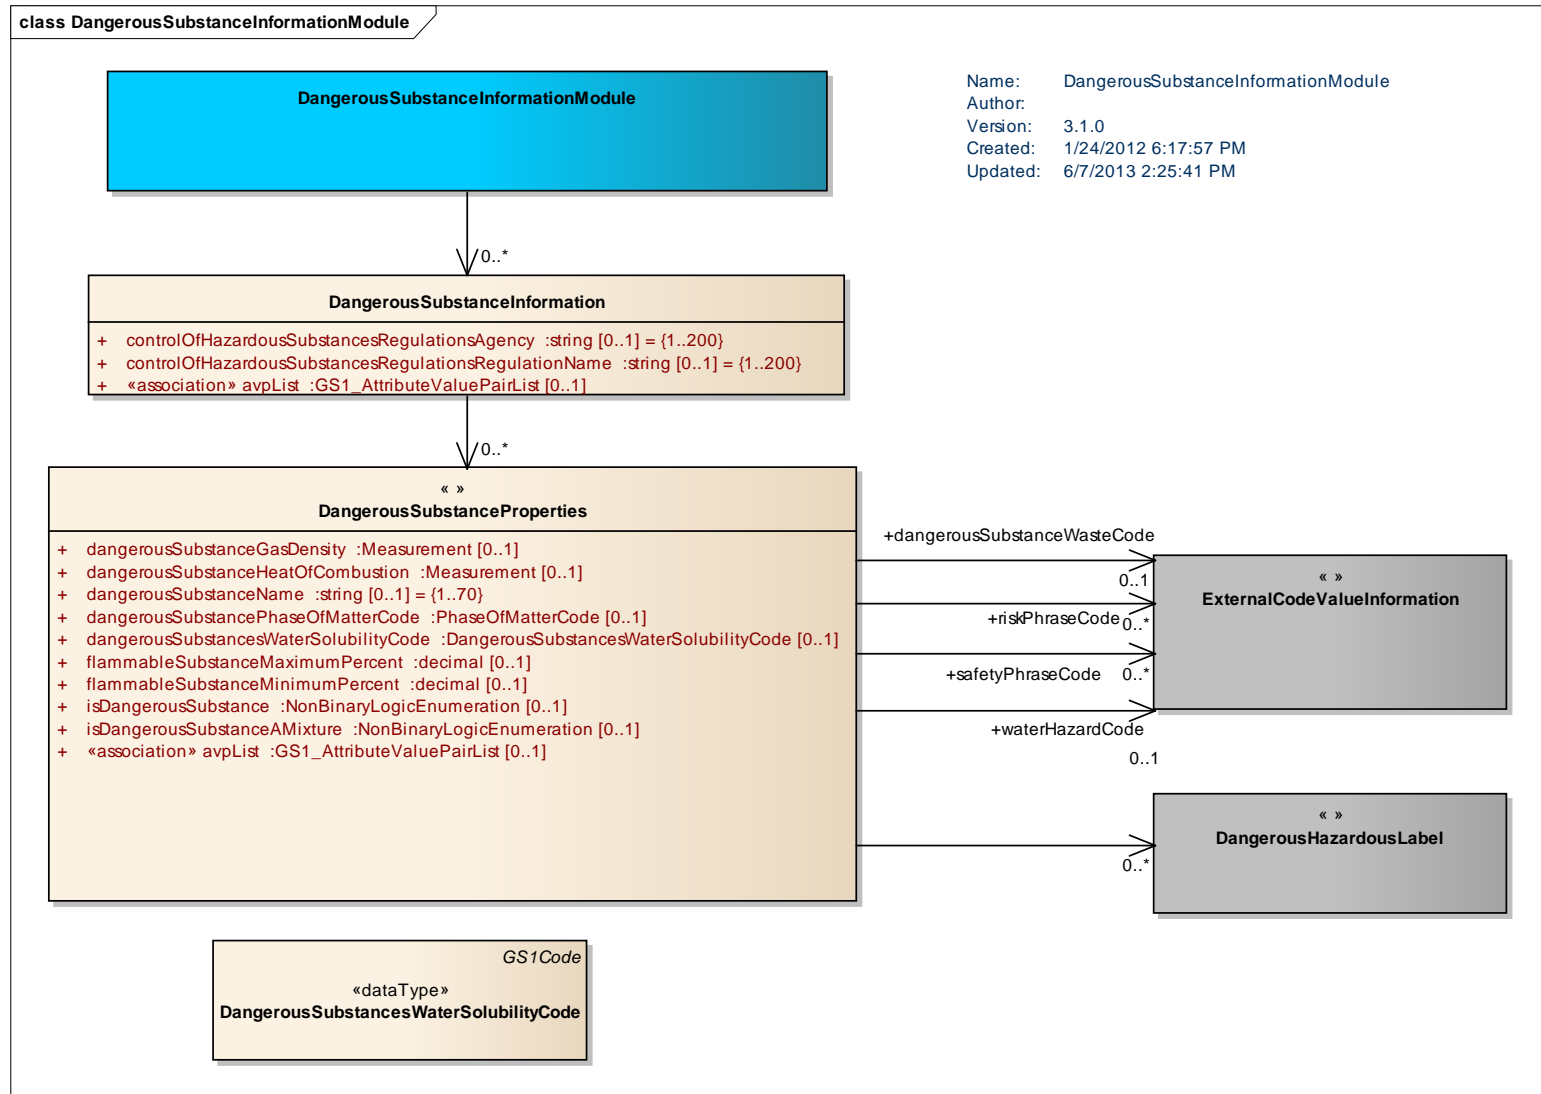 class DangerousSubstanceInformationModule
DangerousSubstanceInformationModule
Name: DangerousSubstanceInformationModule
Author:
Version: 3.1.0
Created: 1/24/2012 6:17:57 PM
Updated: 6/7/2013 2:25:41 PM
0..*
DangerousSubstanceInformation
+ controlOfHazardousSubstancesRegulationsAgency :string [0..1] = {1..200}
+ controlOfHazardousSubstancesRegulationsRegulationName :string [0..1] = {1..200}
+ «association» avpList :GS1_AttributeValuePairList [0..1]
0..*
« »
DangerousSubstanceProperties
+ dangerousSubstanceGasDensity :Measurement [0..1]
+ dangerousSubstanceHeatOfCombustion :Measurement [0..1]
+ dangerousSubstanceName :string [0..1] = {1..70}
+ dangerousSubstancePhaseOfMatterCode :PhaseOfMatterCode [0..1]
+ dangerousSubstancesWaterSolubilityCode :DangerousSubstancesWaterSolubilityCode [0..1]
+ flammableSubstanceMaximumPercent :decimal [0..1]
+ flammableSubstanceMinimumPercent :decimal [0..1]
+ isDangerousSubstance :NonBinaryLogicEnumeration [0..1]
+ isDangerousSubstanceAMixture :NonBinaryLogicEnumeration [0..1]
+ «association» avpList :GS1_AttributeValuePairList [0..1]
+dangerousSubstanceWasteCode
0..1
+riskPhraseCode
0..*
+safetyPhraseCode
0..*
+waterHazardCode
0..1
« »
ExternalCodeValueInformation
« »
DangerousHazardousLabel
0..*
GS1Code
«dataType»
DangerousSubstancesWaterSolubilityCode